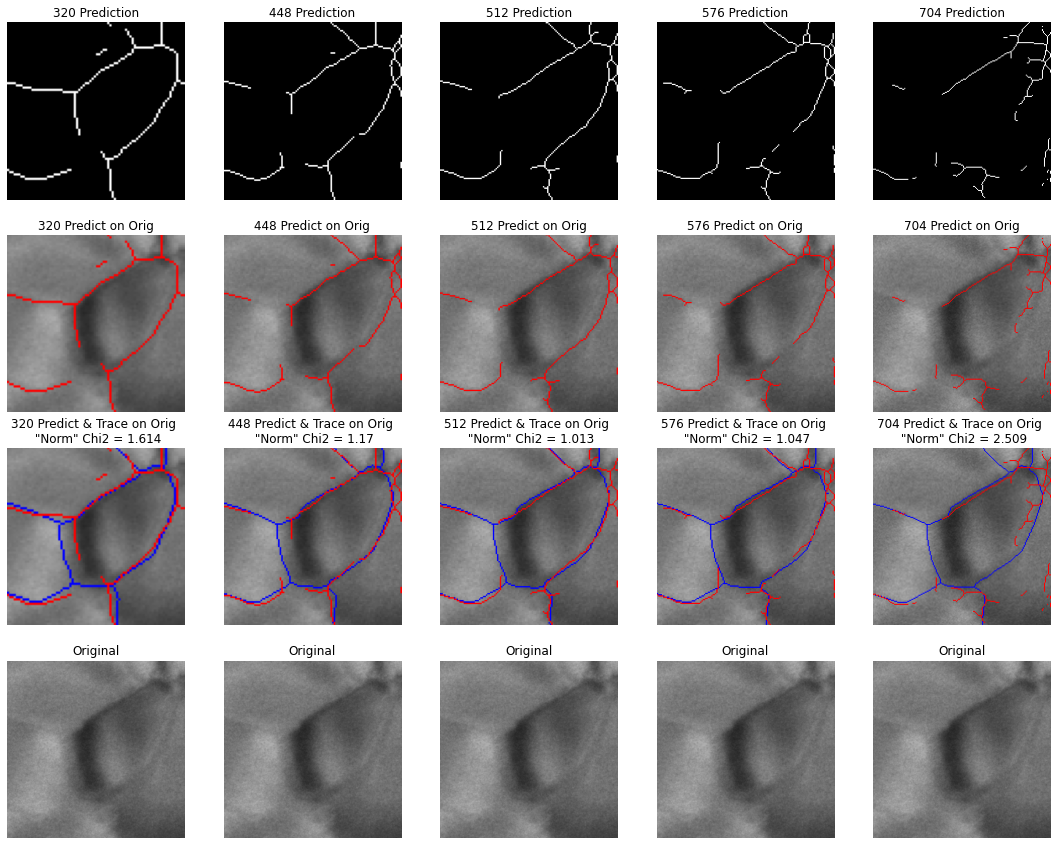 320 Prediction
448 Prediction
512 Prediction
576 Prediction
704 Prediction
320 Predict on Orig
448 Predict on Orig
512 Predict on Orig
576 Predict on Orig
704 Predict on Orig
320 Predict & Trace on Orig
"Norm" Chi2 = 1.614
448 Predict & Trace on Orig
"Norm" Chi2 = 1.17
512 Predict & Trace on Orig
"Norm" Chi2 = 1.013
576 Predict & Trace on Orig
"Norm" Chi2 = 1.047
704 Predict & Trace on Orig
"Norm" Chi2 = 2.509
Original
Original
Original
Original
Original